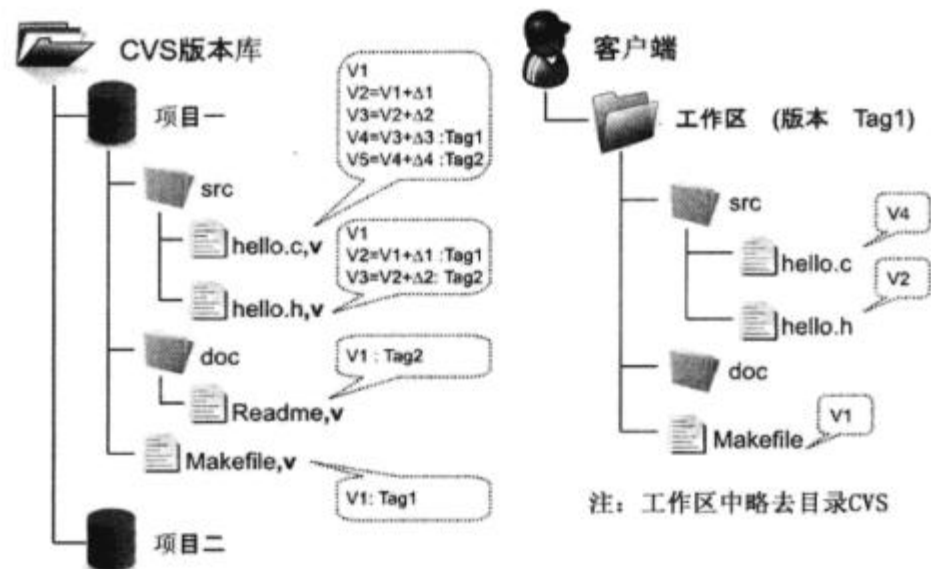 CVS版本库
项目一
src
hello.c,v
V1
V2=V1+Δ1
V3=V2+Δ2
V4=V3+Δ3 :Tag1
V5=V4+Δ4 :Tag2
hello.h,v
V1
V2=V1+Δ1 :Tag1
V3=V2+Δ2: Tag2
doc
Readme,v
V1 : Tag2
Makefile,v
V1: Tag1
项目二
客户端
工作区 (版本 Tag1)
src
hello.c
V4
hello.h
V2
doc
Makefile
V1
注: 工作区中略去目录CVS